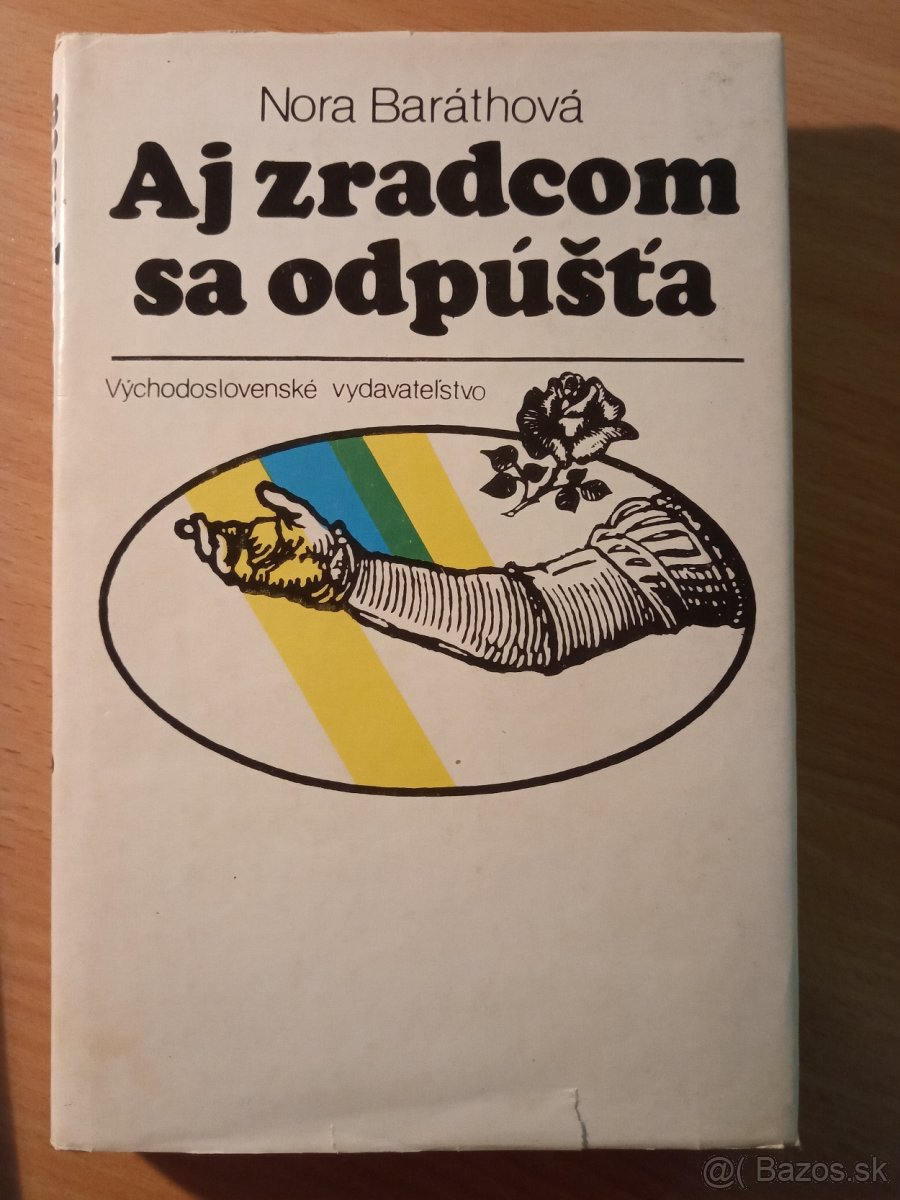 Nora Baráthová
Aj zradcom
sa odpúšťa
Východoslovenské vydavateľstvo
@( Bazos.sk